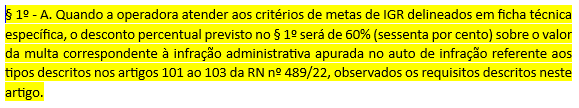 § 1º - A. Quando a operadora atender aos critérios de metas de IGR delineados em ficha técnica
específica, o desconto percentual previsto no § 1º será de 60% (sessenta por cento) sobre o valor
da multa correspondente à infração administrativa apurada no auto de infração referente aos
tipos descritos nos artigos 101 ao 103 da RN nº 489/22, observados os requisitos descritos neste
artigo.